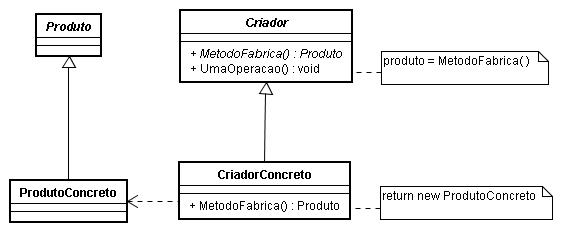 Produto
Criador
+ MetodoFabrica() : Produto
+ UmaOperacao() : void
produto = MetodoFabrica( )
ProdutoConcreto
CriadorConcreto
+ MetodoFabrica() : Produto
return new ProdutoConcreto